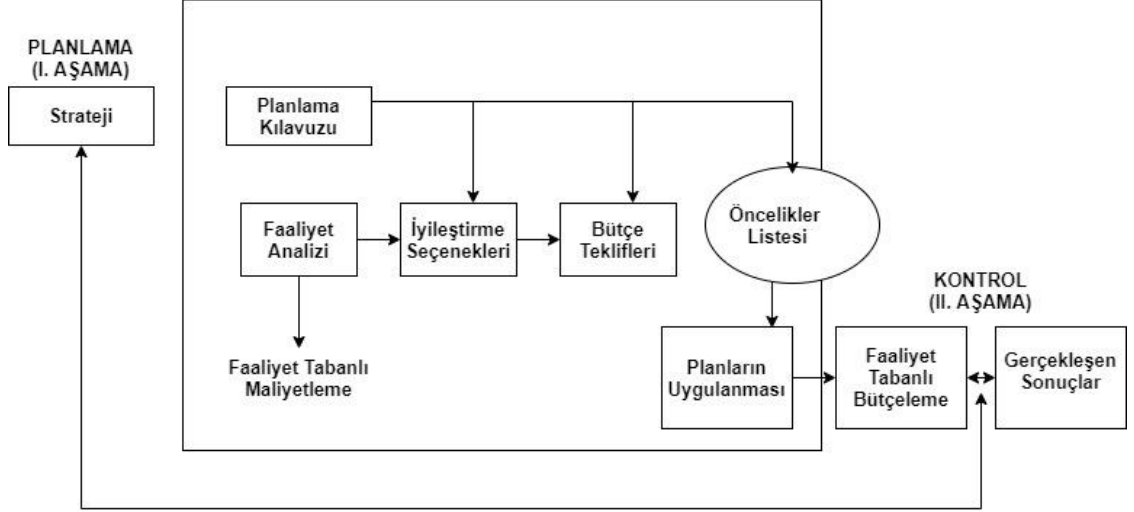 PLANLAMA
(I. AŞAMA)
Strateji
Planlama
Kılavuzu
Faaliyet
Analizi
İyileştirme
Seçenekleri
Bütçe
Teklifleri
Öncelikler
Listesi
Faaliyet Tabanlı
Maliyetleme
Planların
Uygulanması
KONTROL
(II. AŞAMA)
Faaliyet
Tabanlı
Bütçeleme
Gerçekleşen
Sonuçlar